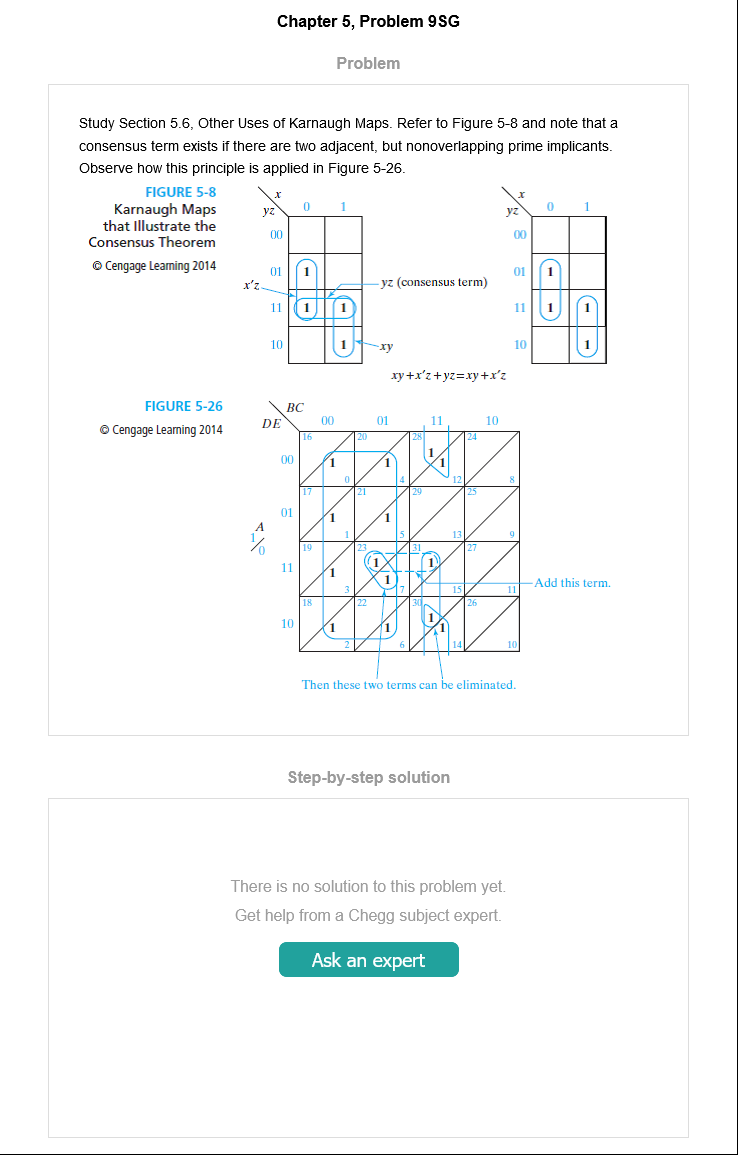 Chapter 5, Problem 9SG
Problem
Study Section 5.6, Other Uses of Karnaugh Maps. Refer to Figure 5-8 and note that a
consensus term exists if there are two adjacent, but nonoverlapping prime implicants.
Observe how this principle is applied in Figure 5-26.
FIGURE 5-8
Karnaugh Maps
that Illustrate the
Consensus Theorem
© Cengage Learning 2014
x
yz 0 1
00
01 1
x′z
yz (consensus term)
11 1 1
10 1
xy
x
yz 0 1
00
01 1
11 1 1
10 1
xy + x′z + yz = xy + x′z
FIGURE 5-26
© Cengage Learning 2014
BC
DE 00 01 11 10
16 20 28 24
00 1 1 1 1
0 4 12 8
17 21 29 25
01 1 1
1 5 13 9
A
1/0
19 23 31 27
11 1 1 1 1
3 7 15 11
Add this term.
18 22 30 26
10 1 1 1 1
2 6 14 10
Then these two terms can be eliminated.
Step-by-step solution
There is no solution to this problem yet.
Get help from a Chegg subject expert.
Ask an expert